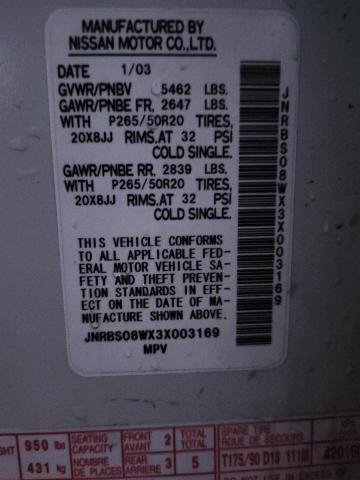 MANUFACTURED BY
NISSAN MOTOR CO.,LTD.
DATE 1/03
GVWR/PNBV 5462 LBS.
GAWR/PNBE FR. 2647 LBS.
WITH P265/50R20 TIRES,
20X8JJ RIMS,AT 32 PSI
COLD SINGLE.
GAWR/PNBE RR. 2839 LBS.
WITH P265/50R20 TIRES,
20X8JJ RIMS,AT 32 PSI
COLD SINGLE.
THIS VEHICLE CONFORMS
TO ALL APPLICABLE FED-
ERAL MOTOR VEHICLE SA-
FETY AND THEFT PREVEN-
TION STANDARDS IN EFF-
ECT ON THE DATE OF MA-
NUFACTURE SHOWN ABOVE.
JNRBS08WX3X003169
MPV
JNRBS08WX3X003169
950 lbs
431 kg
SEATING
CAPACITY
NOMBRE
DE PLACES
FRONT
AVANT 2
REAR
ARRIERE 3
TOTAL
TOTAL
5
SPARE TIRE
ROUE DE SECOURS
T175/90 D18 111M